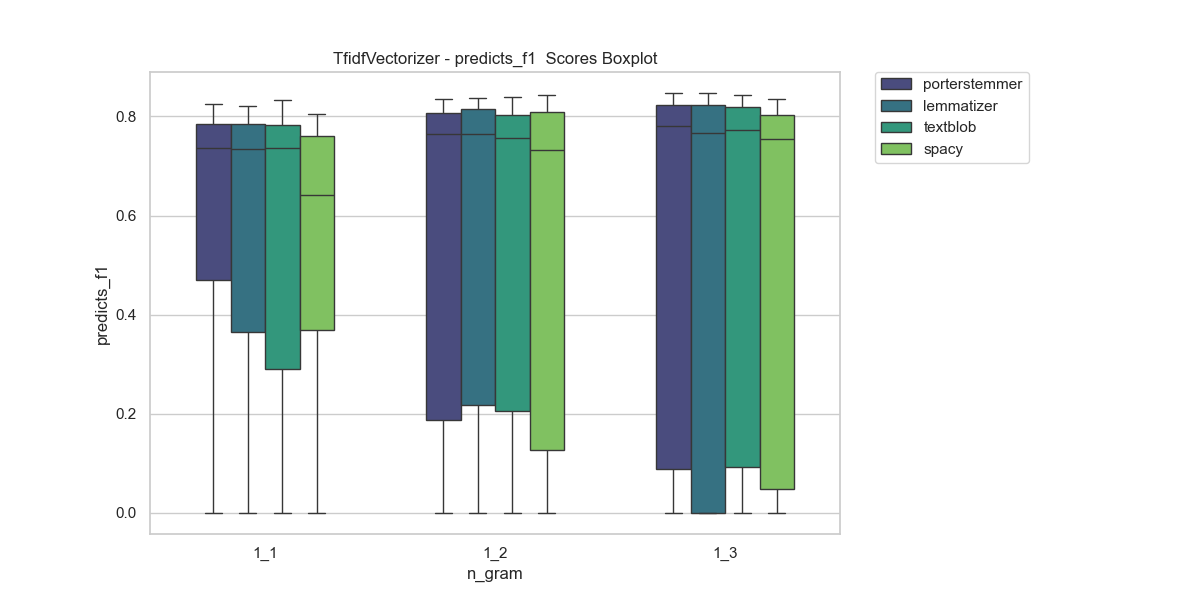 TfidfVectorizer - predicts_f1  Scores Boxplot
porterstemmer
lemmatizer
textblob
spacy
predicts_f1
0.8
0.6
0.4
0.2
0.0
1_1
1_2
1_3
n_gram